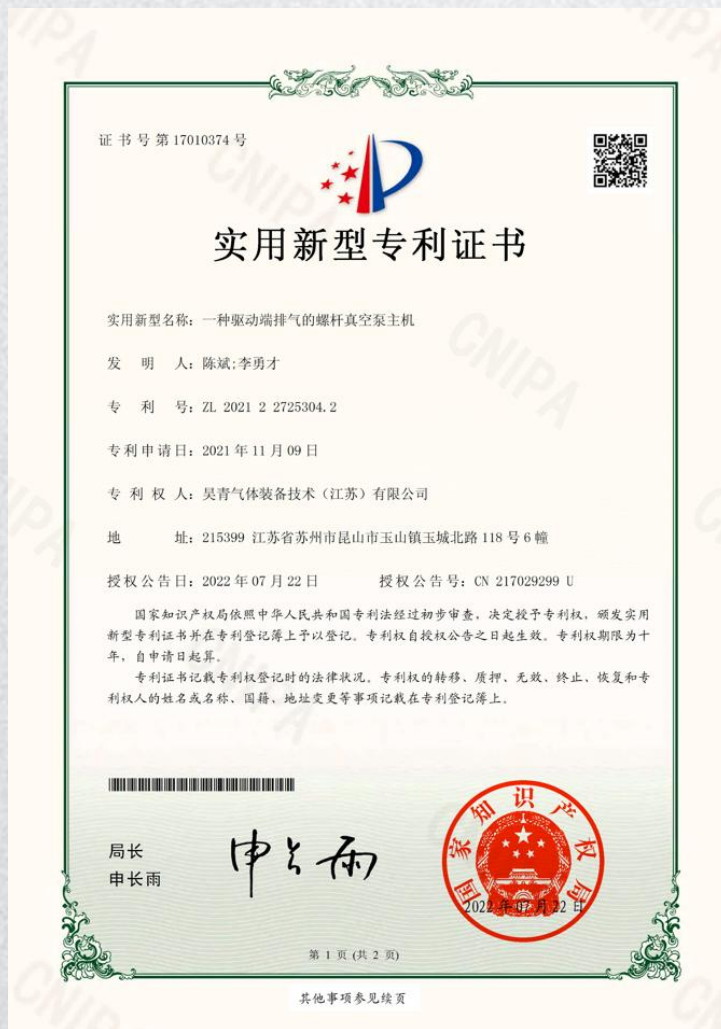 证书号第17010374号
实用新型专利证书
实用新型名称：一种驱动端排气的螺杆真空泵主机
发 明 人：陈斌;李勇才
专 利 号：ZL 2021 2 2725304.2
专利申请日：2021年11月09日
专 利 权 人：昊青气体装备技术（江苏）有限公司
地 址：215399 江苏省苏州市昆山市玉山镇玉城北路118号6幢
授权公告日：2022年07月22日 授权公告号：CN 217029299 U
国家知识产权局依照中华人民共和国专利法经过初步审查，决定授予专利权，颁发实用
新型专利证书并在专利登记簿上予以登记。专利权自授权公告之日起生效。专利权期限为十
年，自申请日起算。
专利证书记载专利权登记时的法律状况。专利权的转移、质押、无效、终止、恢复和专
利权人的姓名或名称、国籍、地址变更等事项记载在专利登记簿上。
局长
申长雨
申长雨
国家知识产权局
2022年07月22日
第 1 页 (共 2 页)
其他事项参见续页
CNIPA